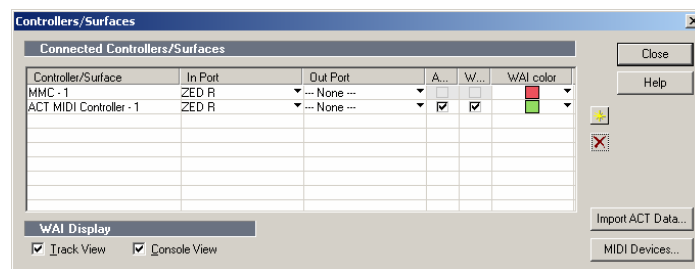 Controllers/Surfaces
Connected Controllers/Surfaces
Close
Help
Controller/Surface In Port Out Port A... W... WAI color
MMC - 1 ZED R --- None ---
ACT MIDI Controller - 1 ZED R --- None ---
Import ACT Data...
WAI Display
Track View Console View
MIDI Devices...